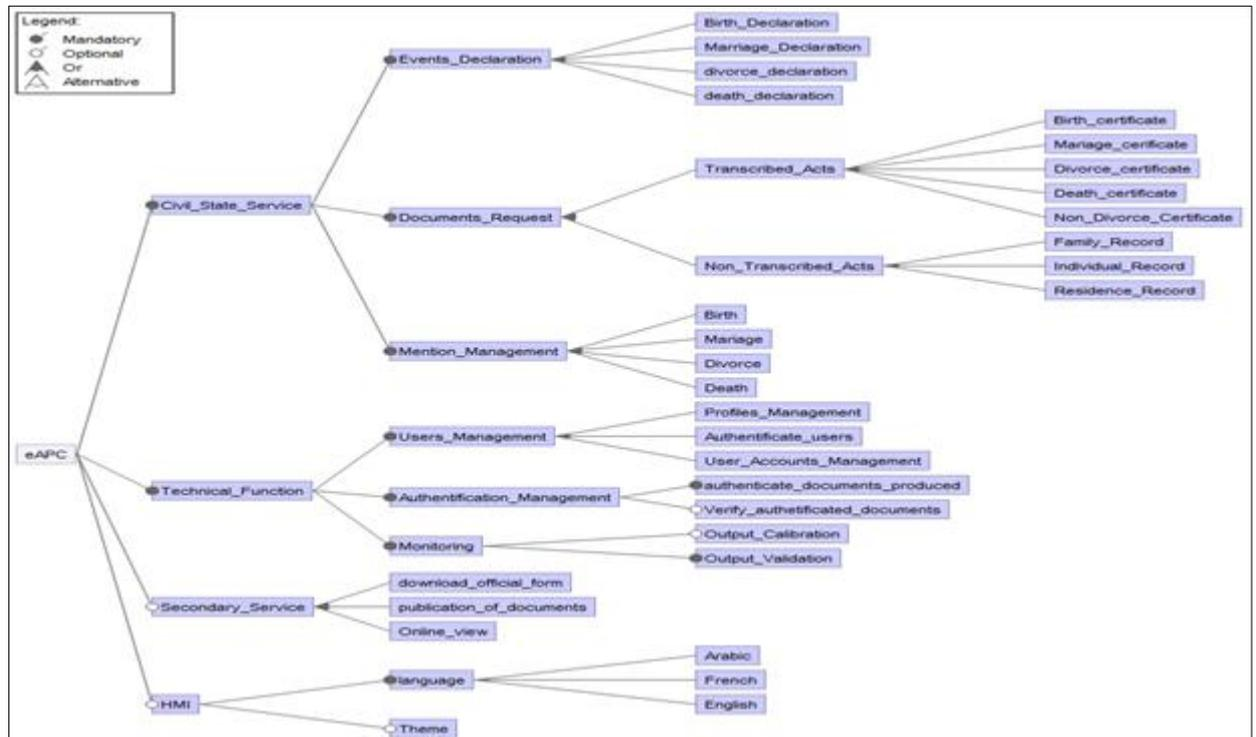 Legend:
Mandatory
Optional
Or
Alternative
eAPC
Civil_State_Service
Events_Declaration
Birth_Declaration
Marriage_Declaration
divorce_declaration
death_declaration
Documents_Request
Transcribed_Acts
Birth_certificate
Mariage_cerificate
Divorce_certificate
Death_certificate
Non_Divorce_Certificate
Non_Transcribed_Acts
Family_Record
Individual_Record
Residence_Record
Mention_Management
Birth
Mariage
Divorce
Death
Technical_Function
Users_Management
Profiles_Management
Authentificate_users
User_Accounts_Management
Authentification_Management
authenticate_documents_produced
Verify_authetificated_documents
Monitoring
Output_Calibration
Output_Validation
Secondary_Service
download_official_form
publication_of_documents
Online_view
HMI
language
Arabic
French
English
Theme